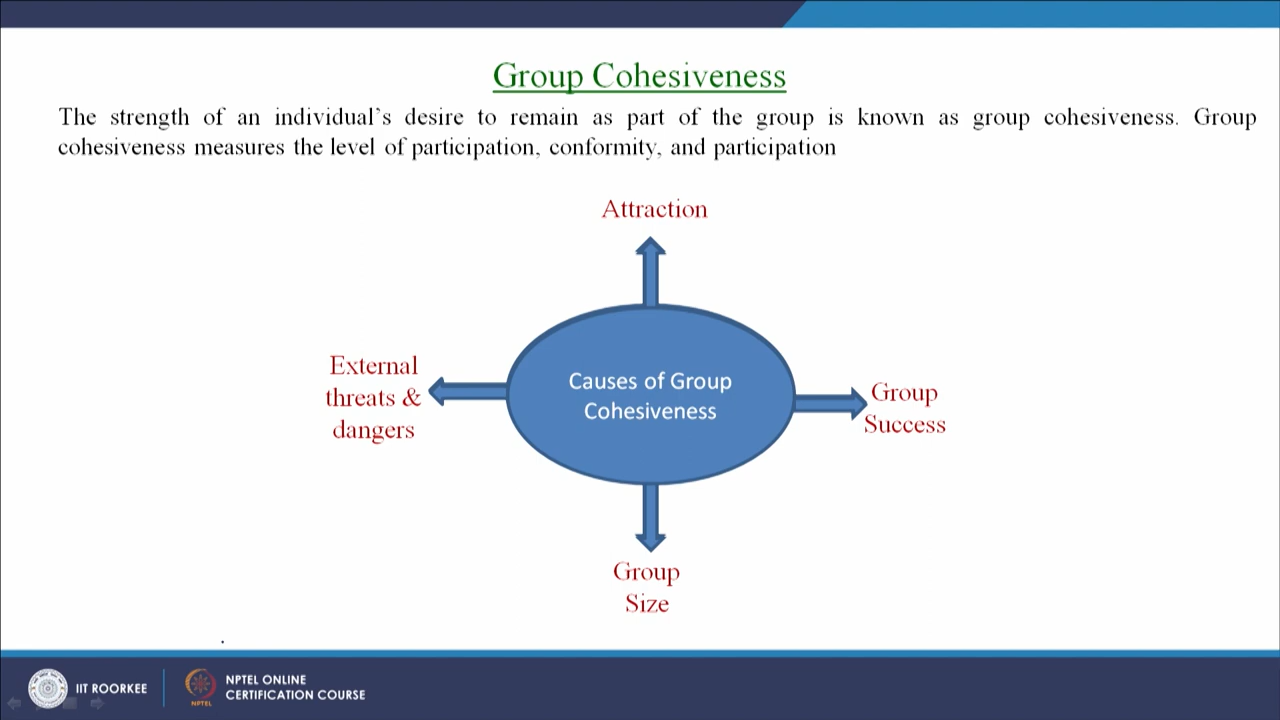 Group Cohesiveness
The strength of an individual's desire to remain as part of the group is known as group cohesiveness. Group
cohesiveness measures the level of participation, conformity, and participation
Attraction
External
threats &
dangers
Causes of Group
Cohesiveness
Group
Success
Group
Size
IIT ROORKEE
NPTEL
NPTEL ONLINE
CERTIFICATION COURSE